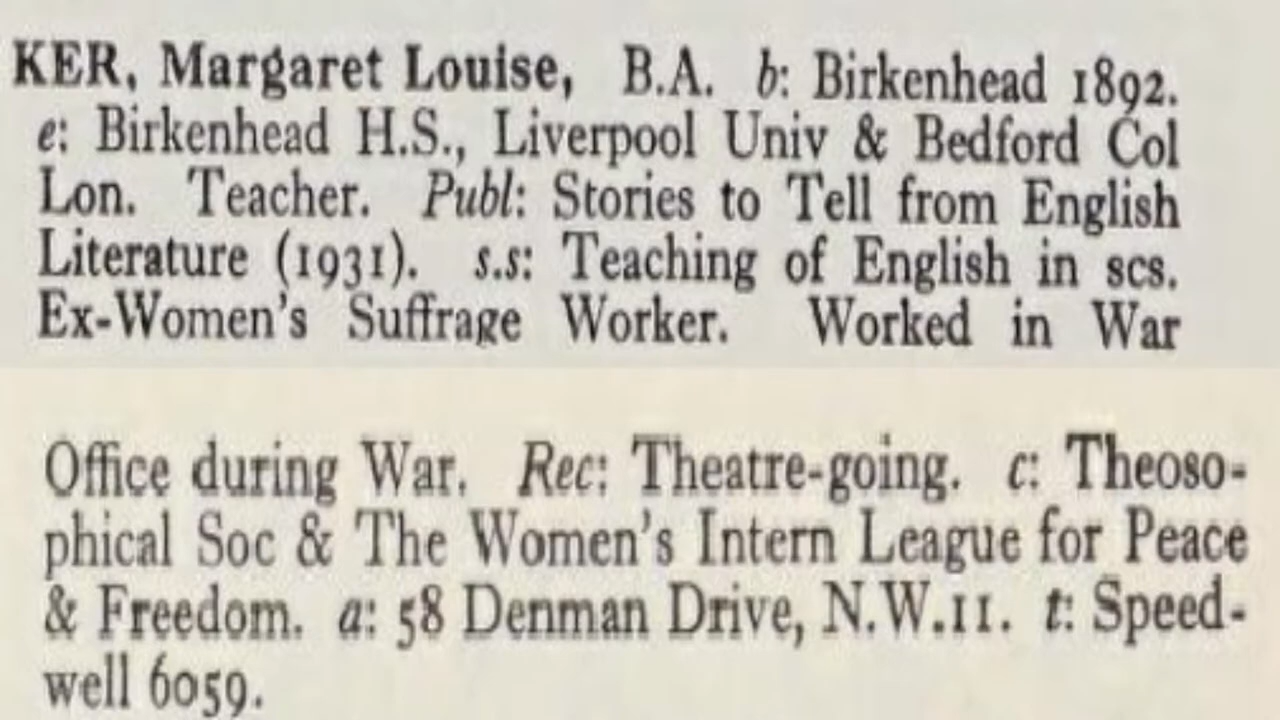 KER, Margaret Louise, B.A. b: Birkenhead 1892.
e: Birkenhead H.S., Liverpool Univ & Bedford Col
Lon. Teacher. Publ: Stories to Tell from English
Literature (1931). s.s: Teaching of English in scs.
Ex-Women's Suffrage Worker. Worked in War
Office during War. Rec: Theatre-going. c: Theoso-
phical Soc & The Women's Intern League for Peace
& Freedom. a: 58 Denman Drive, N.W.11. t: Speed-
well 6059.